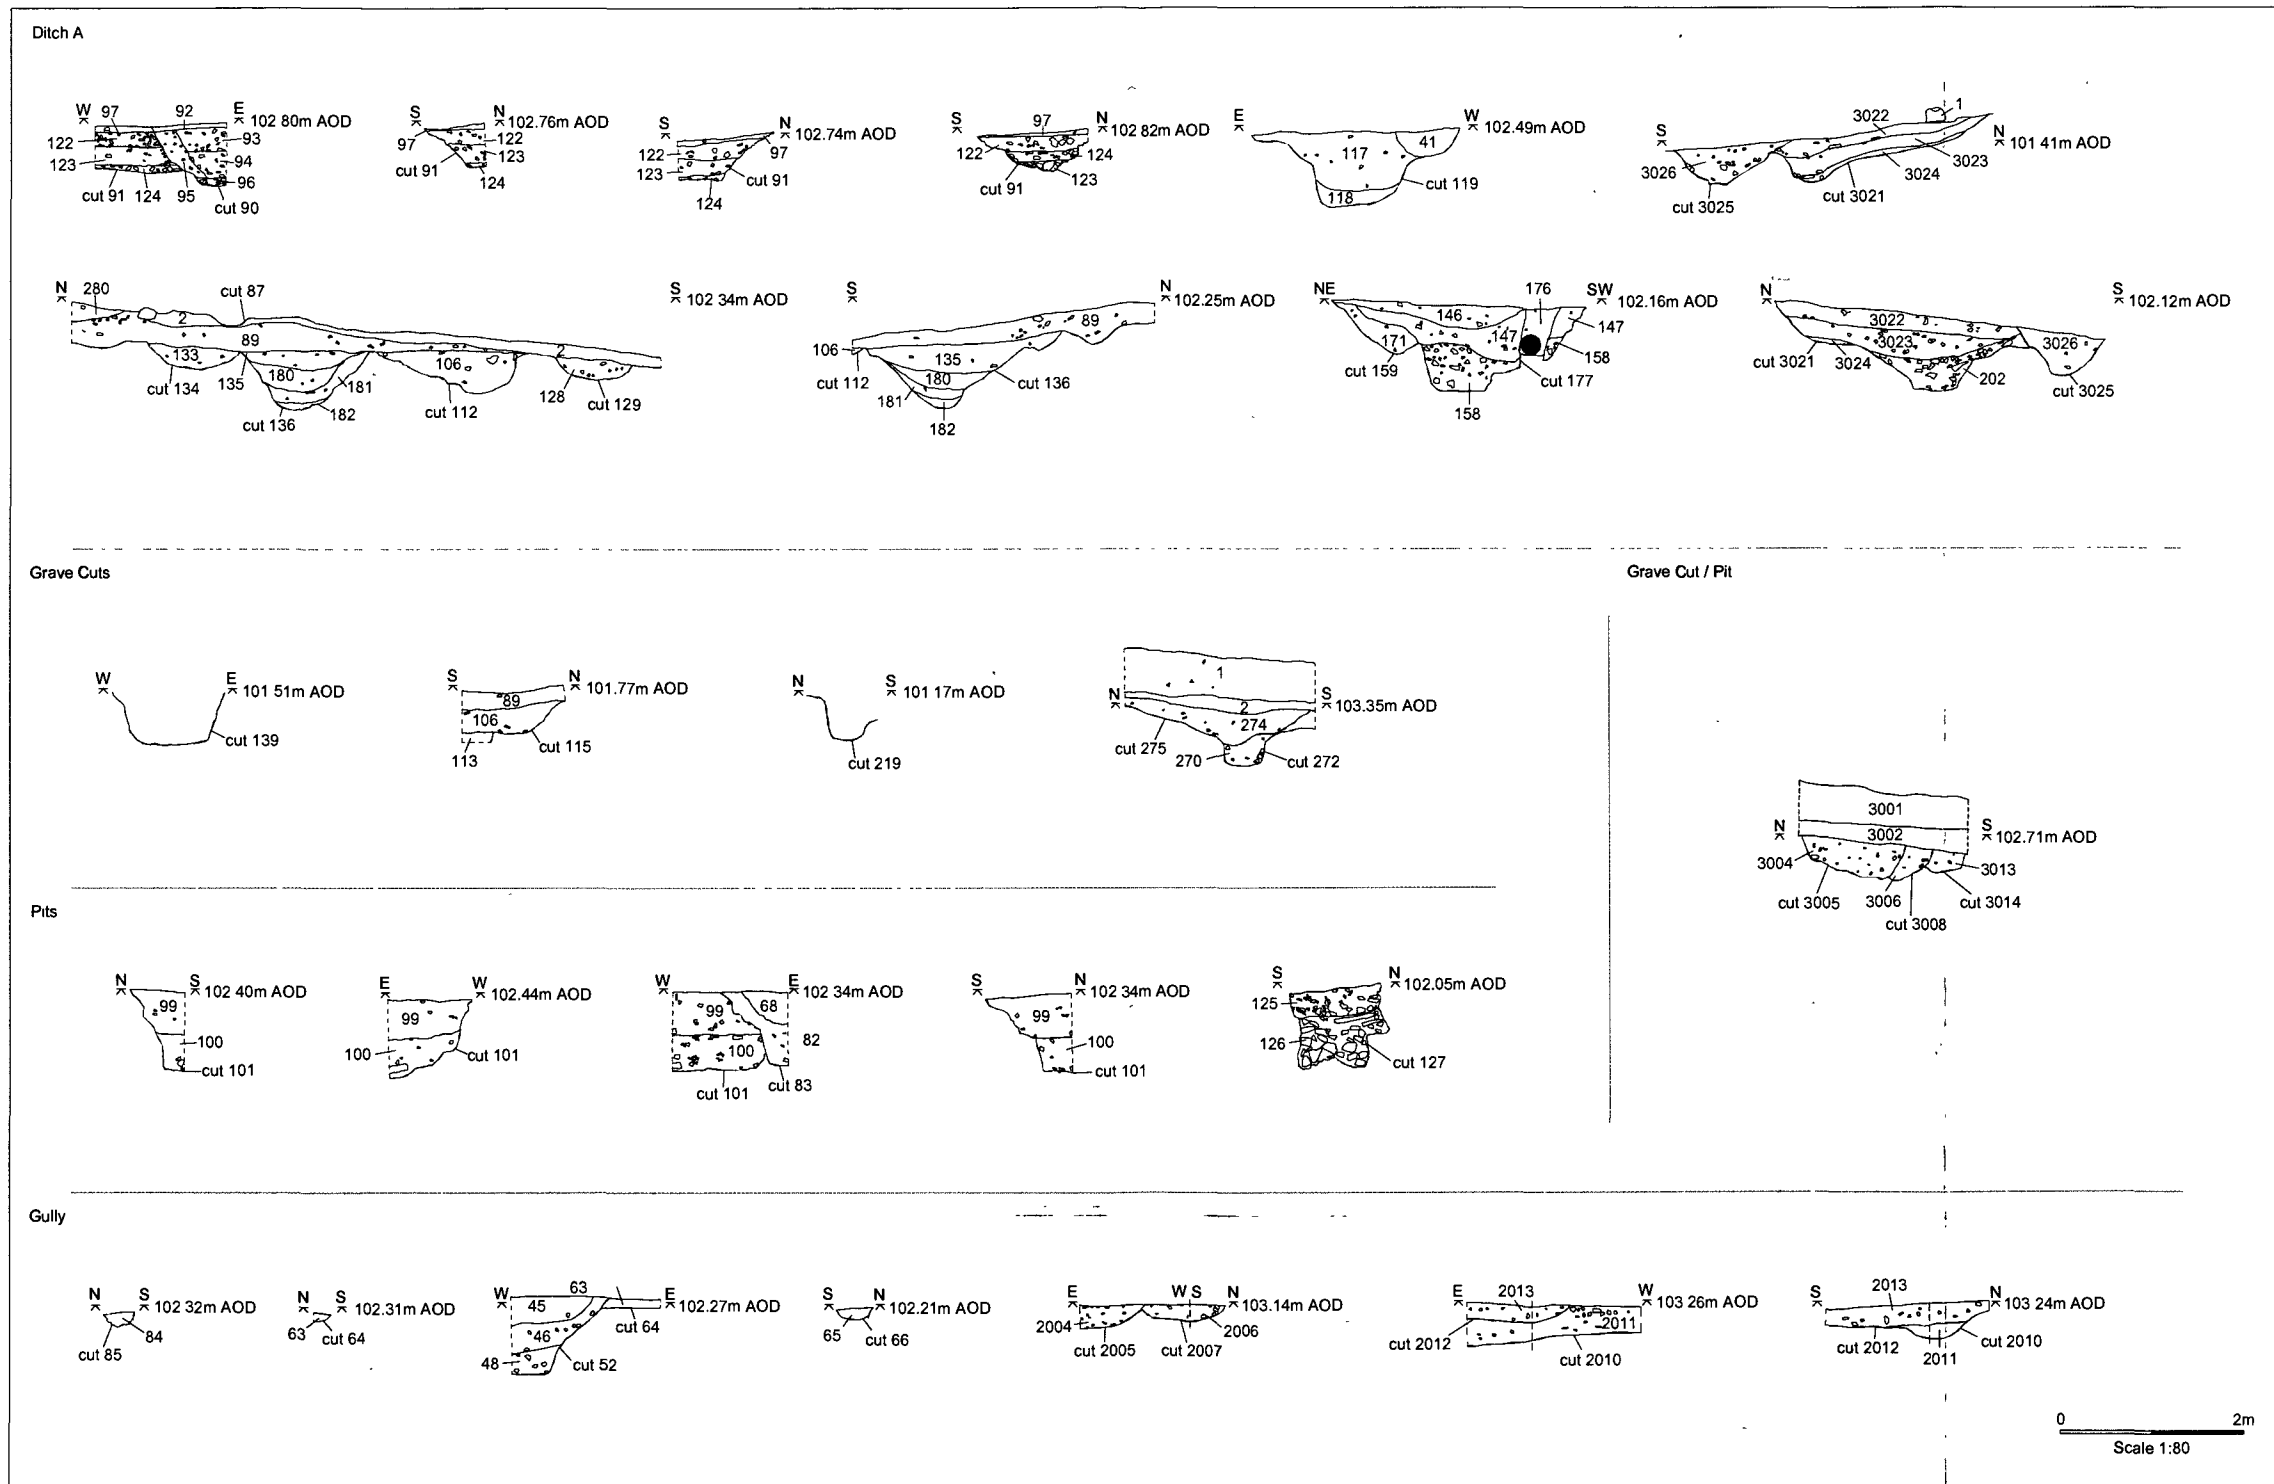 Ditch A
W 97 92 E 102 80m AOD
122 93
123 94
96
cut 91 124 95 cut 90
S N 102.76m AOD
97 122
123
cut 91
124
S N 102.74m AOD
122 97
123 cut 91
124
S 97 N 102 82m AOD
122 124
cut 91 123
E W 102.49m AOD
117 41
cut 119
118
1
3022
S N 101 41m AOD
3023
3026 3024
cut 3025 cut 3021
N 280 cut 87 S 102 34m AOD
2
89 2
133 106
cut 134 135 180 181
128 cut 129
cut 136 182 cut 112
S N 102.25m AOD
89
106 135
cut 112 180 cut 136
181
182
NE 176 SW 102.16m AOD
146 147
171 147
158
cut 159 cut 177
158
N S 102.12m AOD
3022
3023 3026
cut 3021 3024 202
cut 3025
Grave Cuts
W E 101 51m AOD
cut 139
S N 101.77m AOD
89
106
cut 115
113
N S 101 17m AOD
cut 219
1
N S 103.35m AOD
2
274
cut 275
270 cut 272
Grave Cut / Pit
3001
N S 102.71m AOD
3002
3004 3013
cut 3005 3006 cut 3014
cut 3008
Pits
N S 102 40m AOD
99
100
cut 101
E W 102.44m AOD
99
100 cut 101
W E 102 34m AOD
99 68
100 82
cut 101 cut 83
S N 102 34m AOD
99
100
cut 101
S N 102.05m AOD
125
126
cut 127
Gully
N S 102 32m AOD
84
cut 85
N S 102.31m AOD
63 cut 64
W 63 E 102.27m AOD
45
46 cut 64
48 cut 52
S N 102.21m AOD
65 cut 66
E W S N 103.14m AOD
2004 2006
cut 2005 cut 2007
E 2013 W 103 26m AOD
2011
cut 2012 cut 2010
S 2013 N 103 24m AOD
cut 2012 cut 2010
2011
0 2m
Scale 1:80